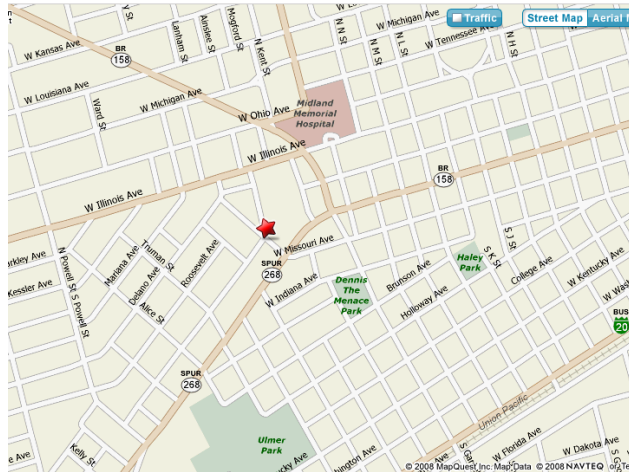 Traffic
Street Map
Aerial
W Kansas Ave
Lanham St
Ainslee St
Mogford St
N Kent St
N N St
N M St
N L St
N H St
W Michigan Ave
W Tennessee Ave
BR
158
W Louisiana Ave
Ward St
W Michigan Ave
W Ohio Ave
Midland
Memorial
Hospital
W Illinois Ave
W Illinois Ave
BR
158
N Powell St
S Powell St
Kessler Ave
Mariana Ave
Truman St
Delano Ave
Roosevelt Ave
Alice St
W Missouri Ave
SPUR
268
W Indiana Ave
Dennis
The
Menace
Park
Brunson Ave
Holloway Ave
Haley
Park
S K St
S J St
College Ave
W Kentucky Ave
BUS
20
SPUR
268
Union Pacific
Ulmer
Park
Kelly St
W Florida Ave
W Dakota Ave
© 2008 MapQuest Inc. Map Data © 2008 NAVTEQ